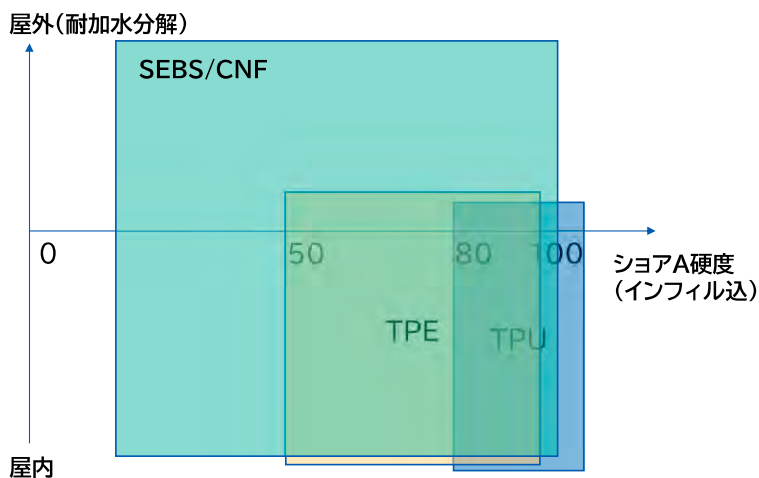 屋外（耐加水分解）
SEBS/CNF
0
50
80
100
ショアA硬度
（インフィル込）
TPE
TPU
屋内